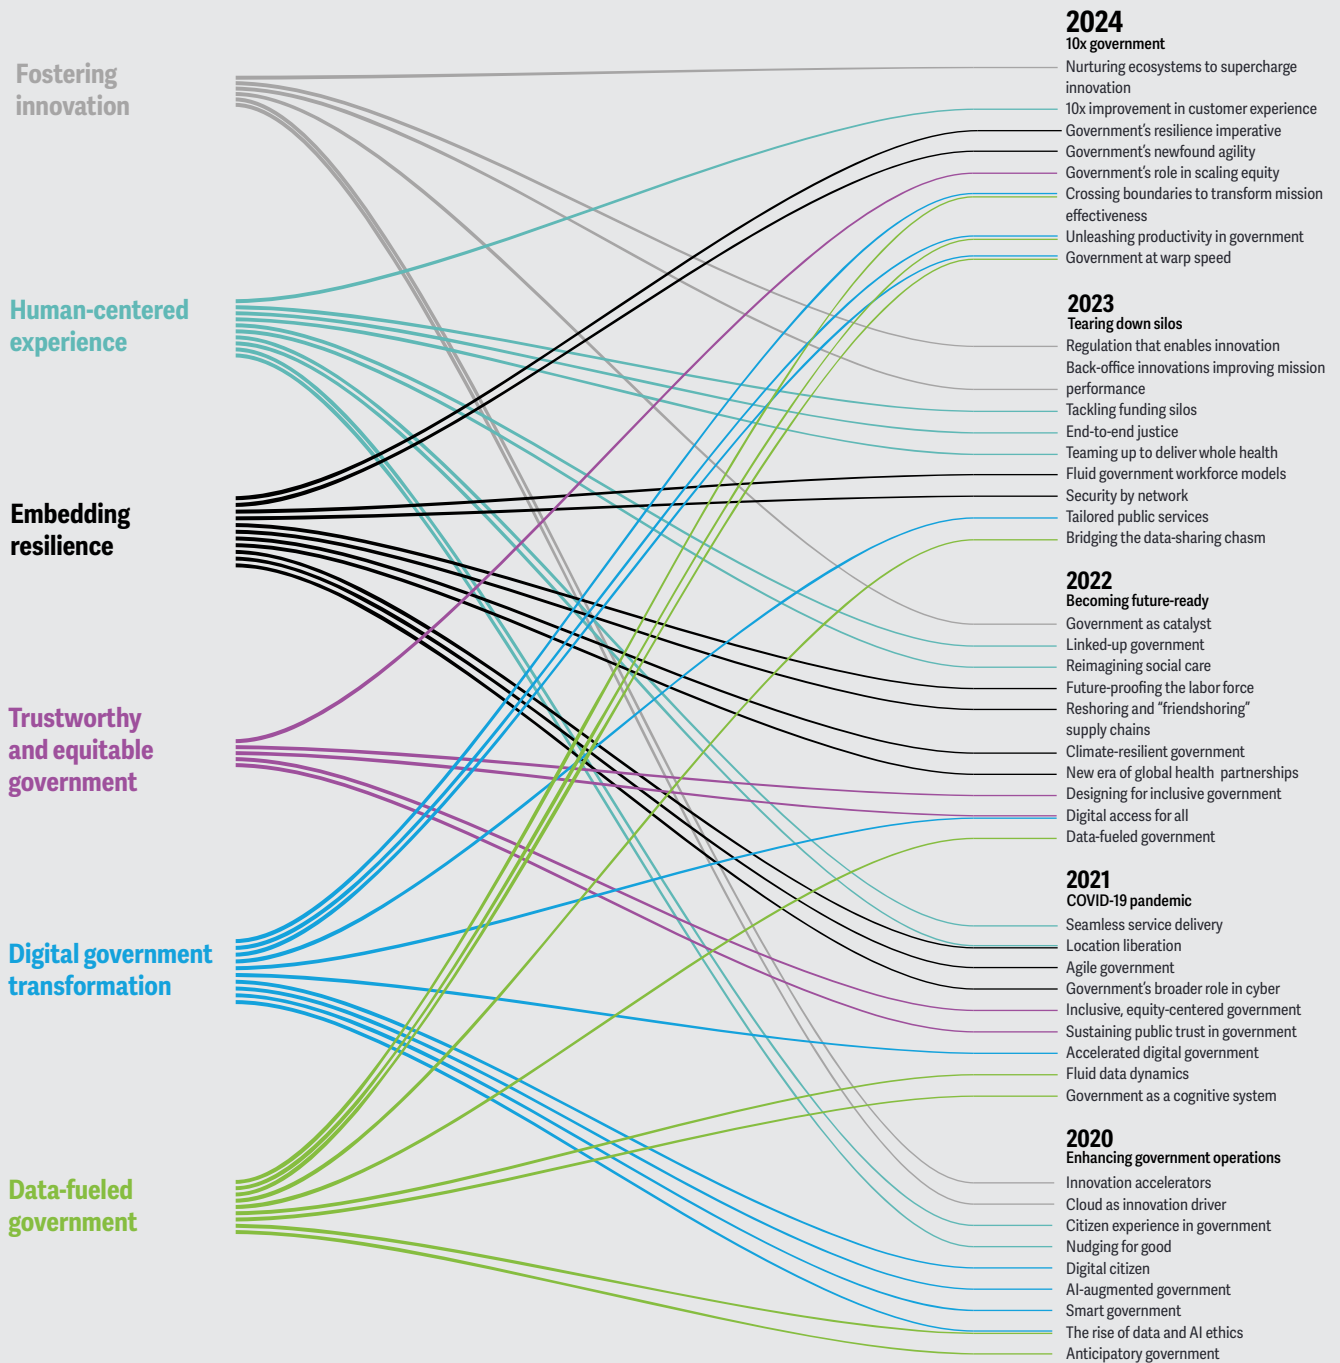 Fostering
innovation
Human-centered
experience
Embedding
resilience
Trustworthy
and equitable
government
Digital government
transformation
Data-fueled
government
2024
10x government
Nurturing ecosystems to supercharge
innovation
10x improvement in customer experience
Government’s resilience imperative
Government’s newfound agility
Government’s role in scaling equity
Crossing boundaries to transform mission
effectiveness
Unleashing productivity in government
Government at warp speed
2023
Tearing down silos
Regulation that enables innovation
Back-office innovations improving mission
performance
Tackling funding silos
End-to-end justice
Teaming up to deliver whole health
Fluid government workforce models
Security by network
Tailored public services
Bridging the data-sharing chasm
2022
Becoming future-ready
Government as catalyst
Linked-up government
Reimagining social care
Future-proofing the labor force
Reshoring and “friendshoring”
supply chains
Climate-resilient government
New era of global health partnerships
Designing for inclusive government
Digital access for all
Data-fueled government
2021
COVID-19 pandemic
Seamless service delivery
Location liberation
Agile government
Government’s broader role in cyber
Inclusive, equity-centered government
Sustaining public trust in government
Accelerated digital government
Fluid data dynamics
Government as a cognitive system
2020
Enhancing government operations
Innovation accelerators
Cloud as innovation driver
Citizen experience in government
Nudging for good
Digital citizen
AI-augmented government
Smart government
The rise of data and AI ethics
Anticipatory government